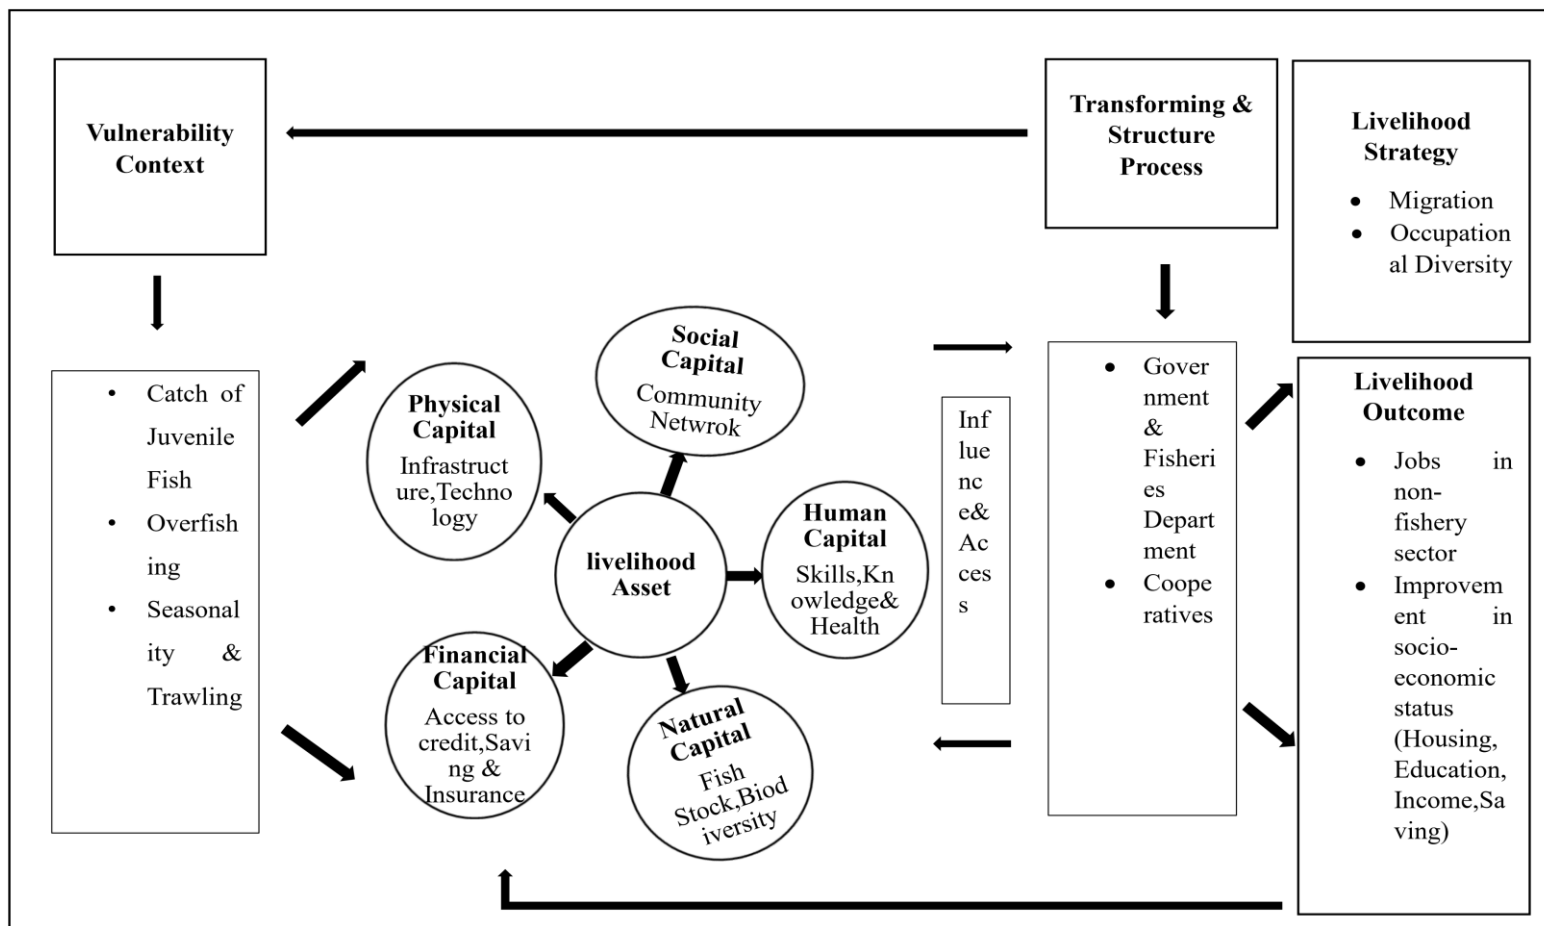 Vulnerability
Context
Transforming &
Structure
Process
Livelihood
Strategy
• Migration
• Occupation
al Diversity
• Catch of
Juvenile
Fish
• Overfish
ing
• Seasonal
ity &
Trawling
Physical
Capital
Infrastruct
ure,Techno
logy
Social
Capital
Community
Netwrok
livelihood
Asset
Human
Capital
Skills,Kn
owledge&
Health
Financial
Capital
Access to
credit,Savi
ng &
Insurance
Natural
Capital
Fish
Stock,Biod
iversity
Inf
lue
nc
e&
Ac
ces
s
• Gover
nment
&
Fisheri
es
Depart
ment
• Coope
ratives
Livelihood
Outcome
• Jobs in
non-
fishery
sector
• Improvem
ent in
socio-
economic
status
(Housing,
Education,
Income,Sa
ving)